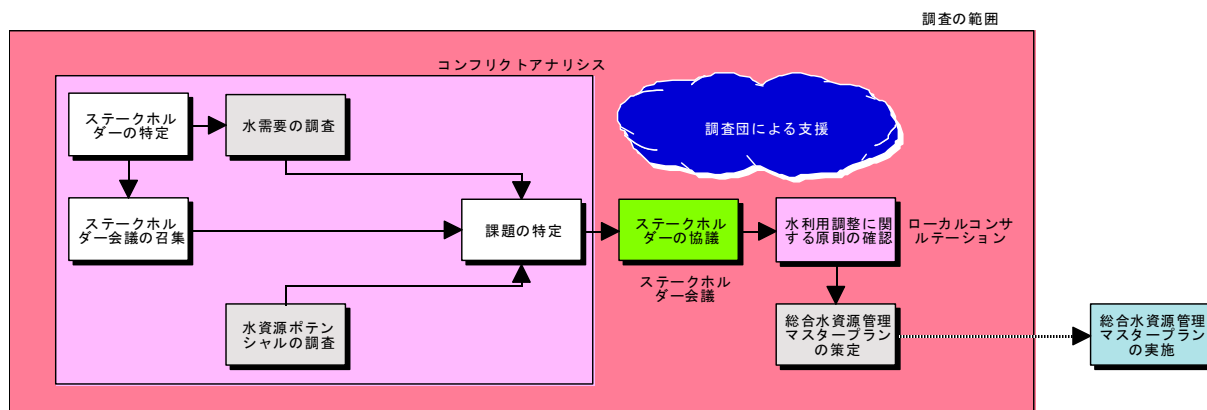 調査の範囲
コンフリクトアナリシス
ステークホル
ダーの特定
水需要の調査
調査団による支援
ステークホル
ダー会議の召集
課題の特定
ステークホル
ダーの協議
水利用調整に関
する原則の確認
ローカルコンサ
ルテーション
ステークホル
ダー会議
水資源ポテン
シャルの調査
総合水資源管理
マスタープラン
の策定
総合水資源管理
マスタープラン
の実施